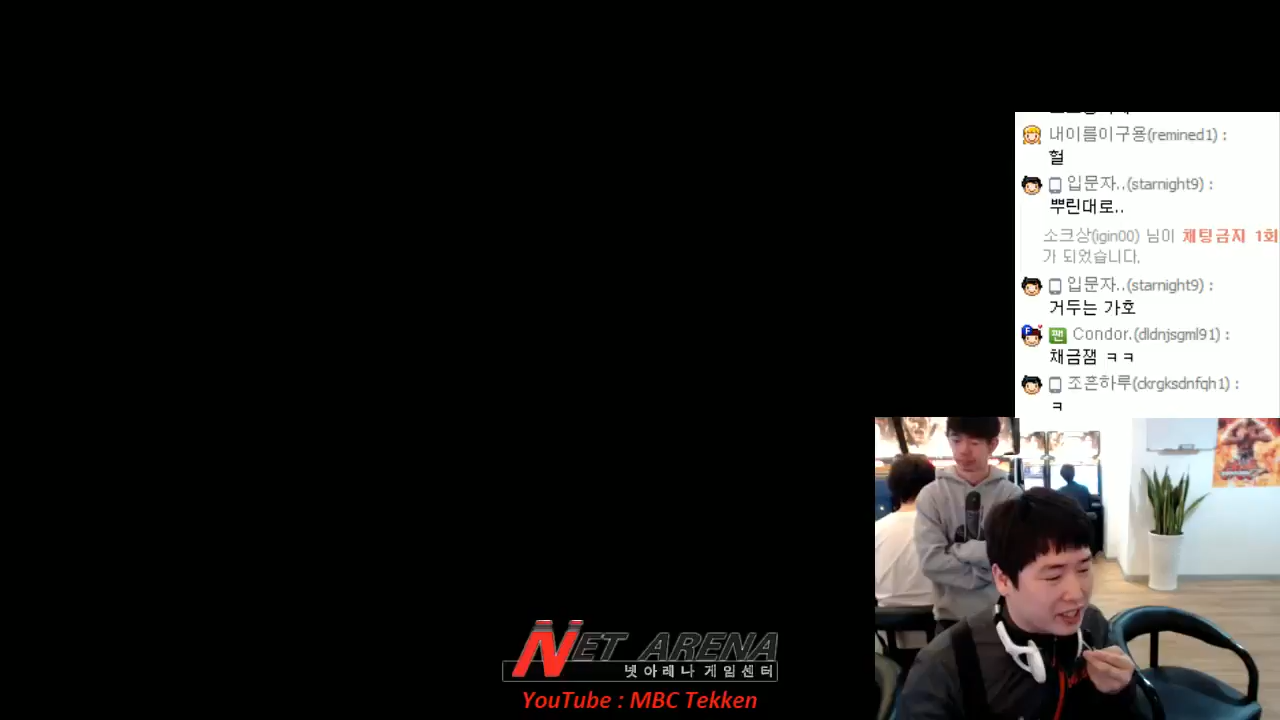 내이름이구용(remined1) :
헐
입문자..(starnight9) :
뿌린대로..
소크상(igin00) 님이 채팅금지 1회
가 되었습니다.
입문자..(starnight9) :
거두는 가호
팬 Condor.(dldnjsgml91) :
채금잼 ㅋㅋ
조흔하루(ckrgksdnfqh1) :
ㅋ
NET ARENA
넷아레나 게임센터
YouTube : MBC Tekken